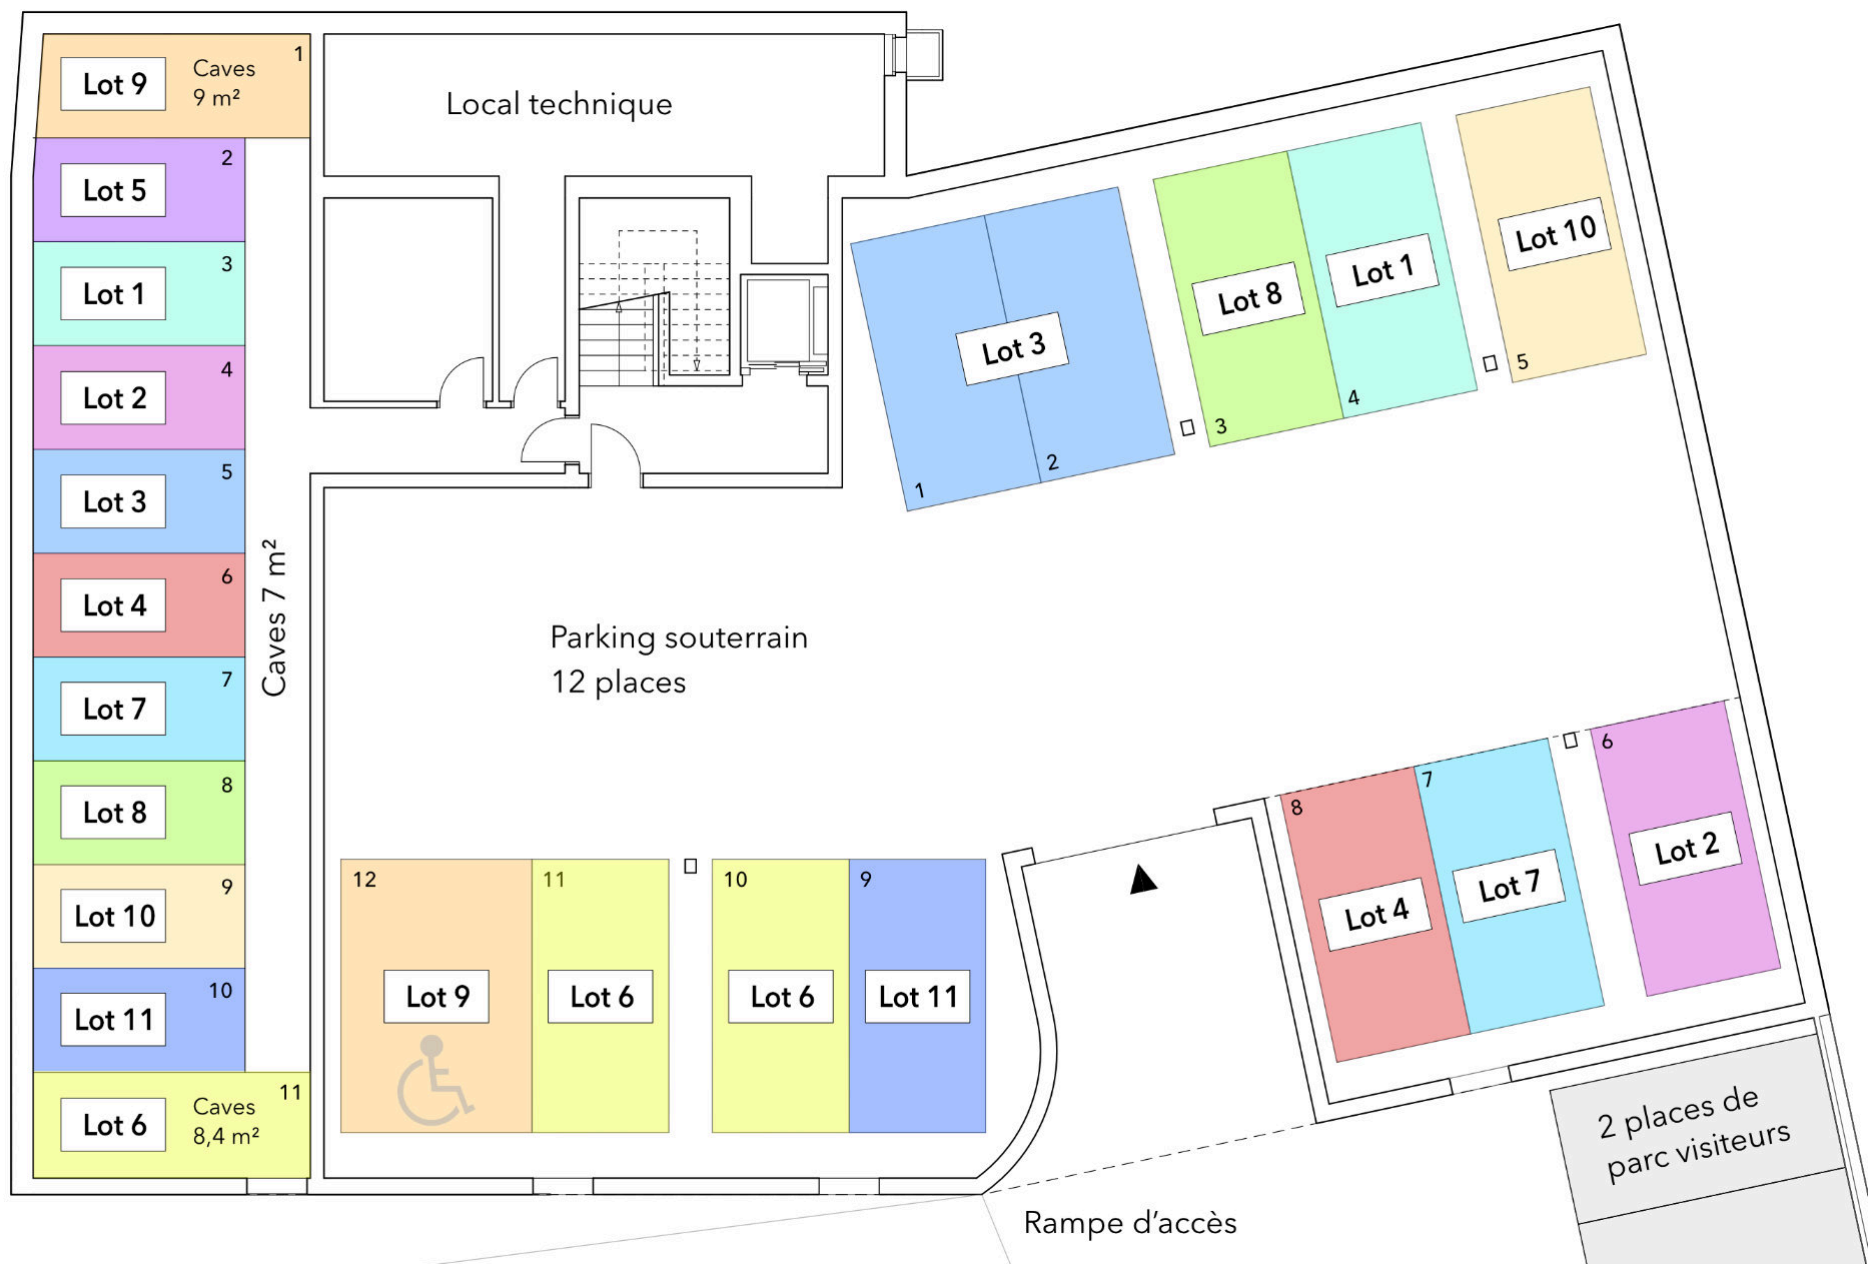 Lot 9
Caves
9 m²
1
Lot 5
2
Lot 1
3
Lot 2
4
Lot 3
5
Lot 4
6
Lot 7
7
Lot 8
8
Lot 10
9
Lot 11
10
Lot 6
Caves
8,4 m²
11
Caves 7 m²
Local technique
Lot 3
1
2
Lot 8
3
Lot 1
4
Lot 10
5
Parking souterrain
12 places
12
Lot 9
11
Lot 6
10
Lot 6
9
Lot 11
8
Lot 4
7
Lot 7
6
Lot 2
2 places de
parc visiteurs
Rampe d’accès